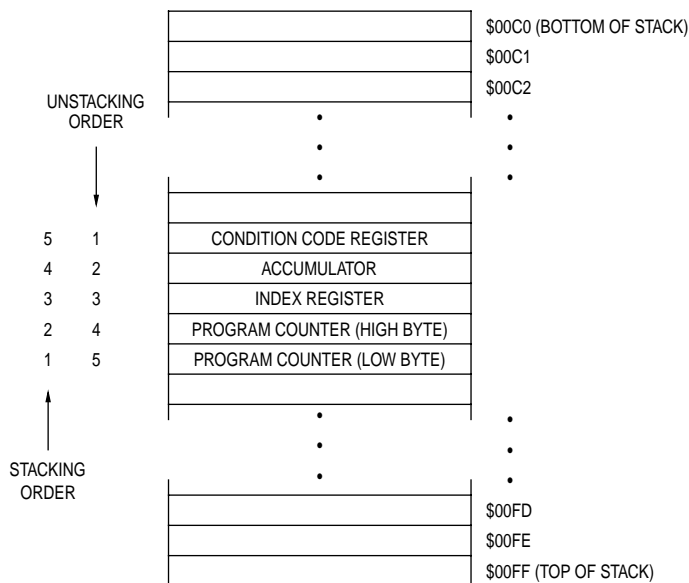 $00C0 (BOTTOM OF STACK)
$00C1
$00C2
UNSTACKING
ORDER
5 1 CONDITION CODE REGISTER
4 2 ACCUMULATOR
3 3 INDEX REGISTER
2 4 PROGRAM COUNTER (HIGH BYTE)
1 5 PROGRAM COUNTER (LOW BYTE)
STACKING
ORDER
$00FD
$00FE
$00FF (TOP OF STACK)